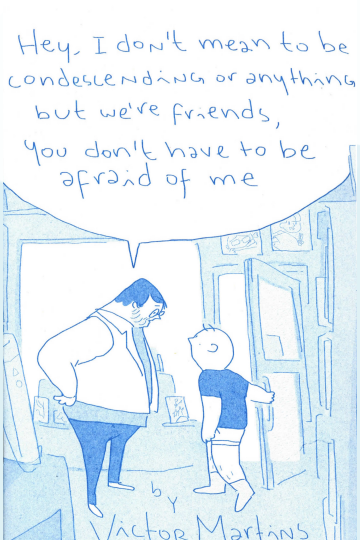 Hey, I don't mean to be
condescending or anything
but we're friends,
you don't have to be
afraid of me
by
Victor Martins